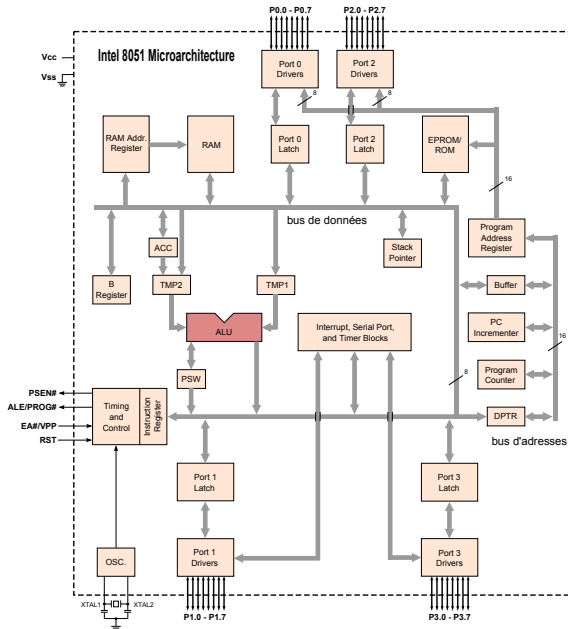 P0.0 - P0.7
P2.0 - P2.7
Vcc
Vss
Intel 8051 Microarchitecture
Port 0
Drivers
Port 2
Drivers
8
8
RAM Addr.
Register
RAM
Port 0
Latch
Port 2
Latch
EPROM/
ROM
16
bus de données
Program
Address
Register
ACC
Stack
Pointer
B
Register
TMP2
TMP1
Buffer
ALU
Interrupt, Serial Port,
and Timer Blocks
PC
Incrementer
16
PSW
8
Program
Counter
PSEN#
ALE/PROG#
EA#/VPP
RST
Timing
and
Control
Instruction
Register
DPTR
bus d'adresses
Port 1
Latch
Port 3
Latch
OSC.
Port 1
Drivers
Port 3
Drivers
XTAL1
XTAL2
P1.0 - P1.7
P3.0 - P3.7